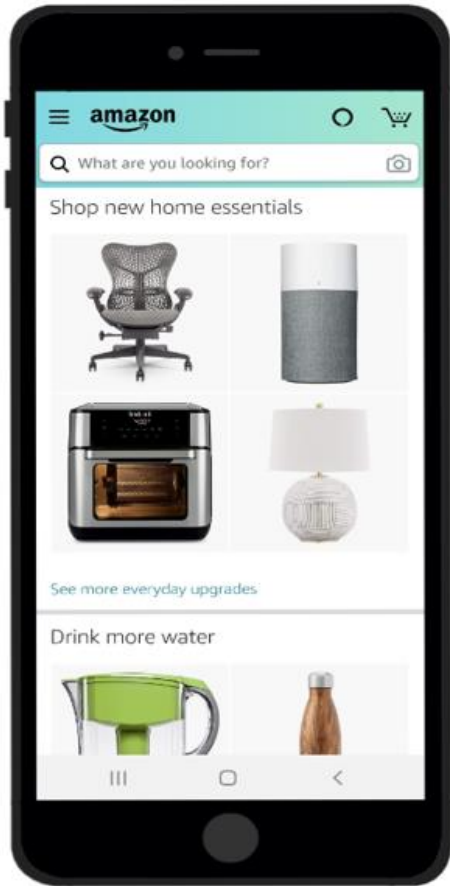 amazon
What are you looking for?
Shop new home essentials
See more everyday upgrades
Drink more water